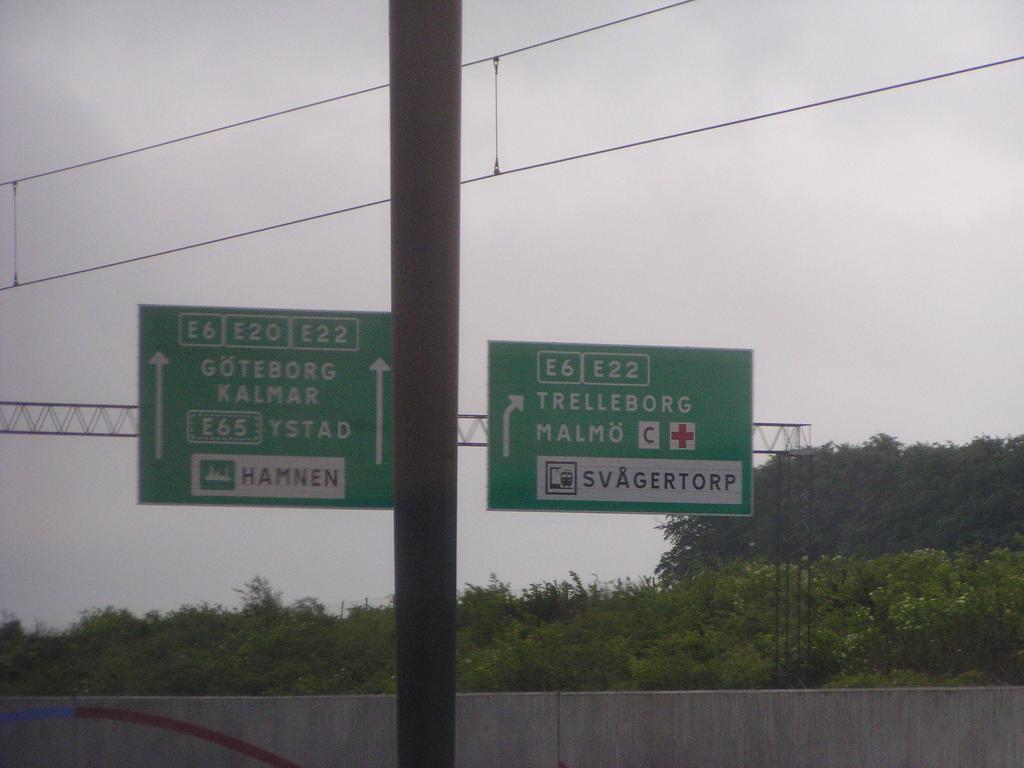 E6 E20 E22
GÖTEBORG
KALMAR
E65 YSTAD
HAMNEN
E6 E22
TRELLEBORG
MALMÖ C
SVÅGERTORP